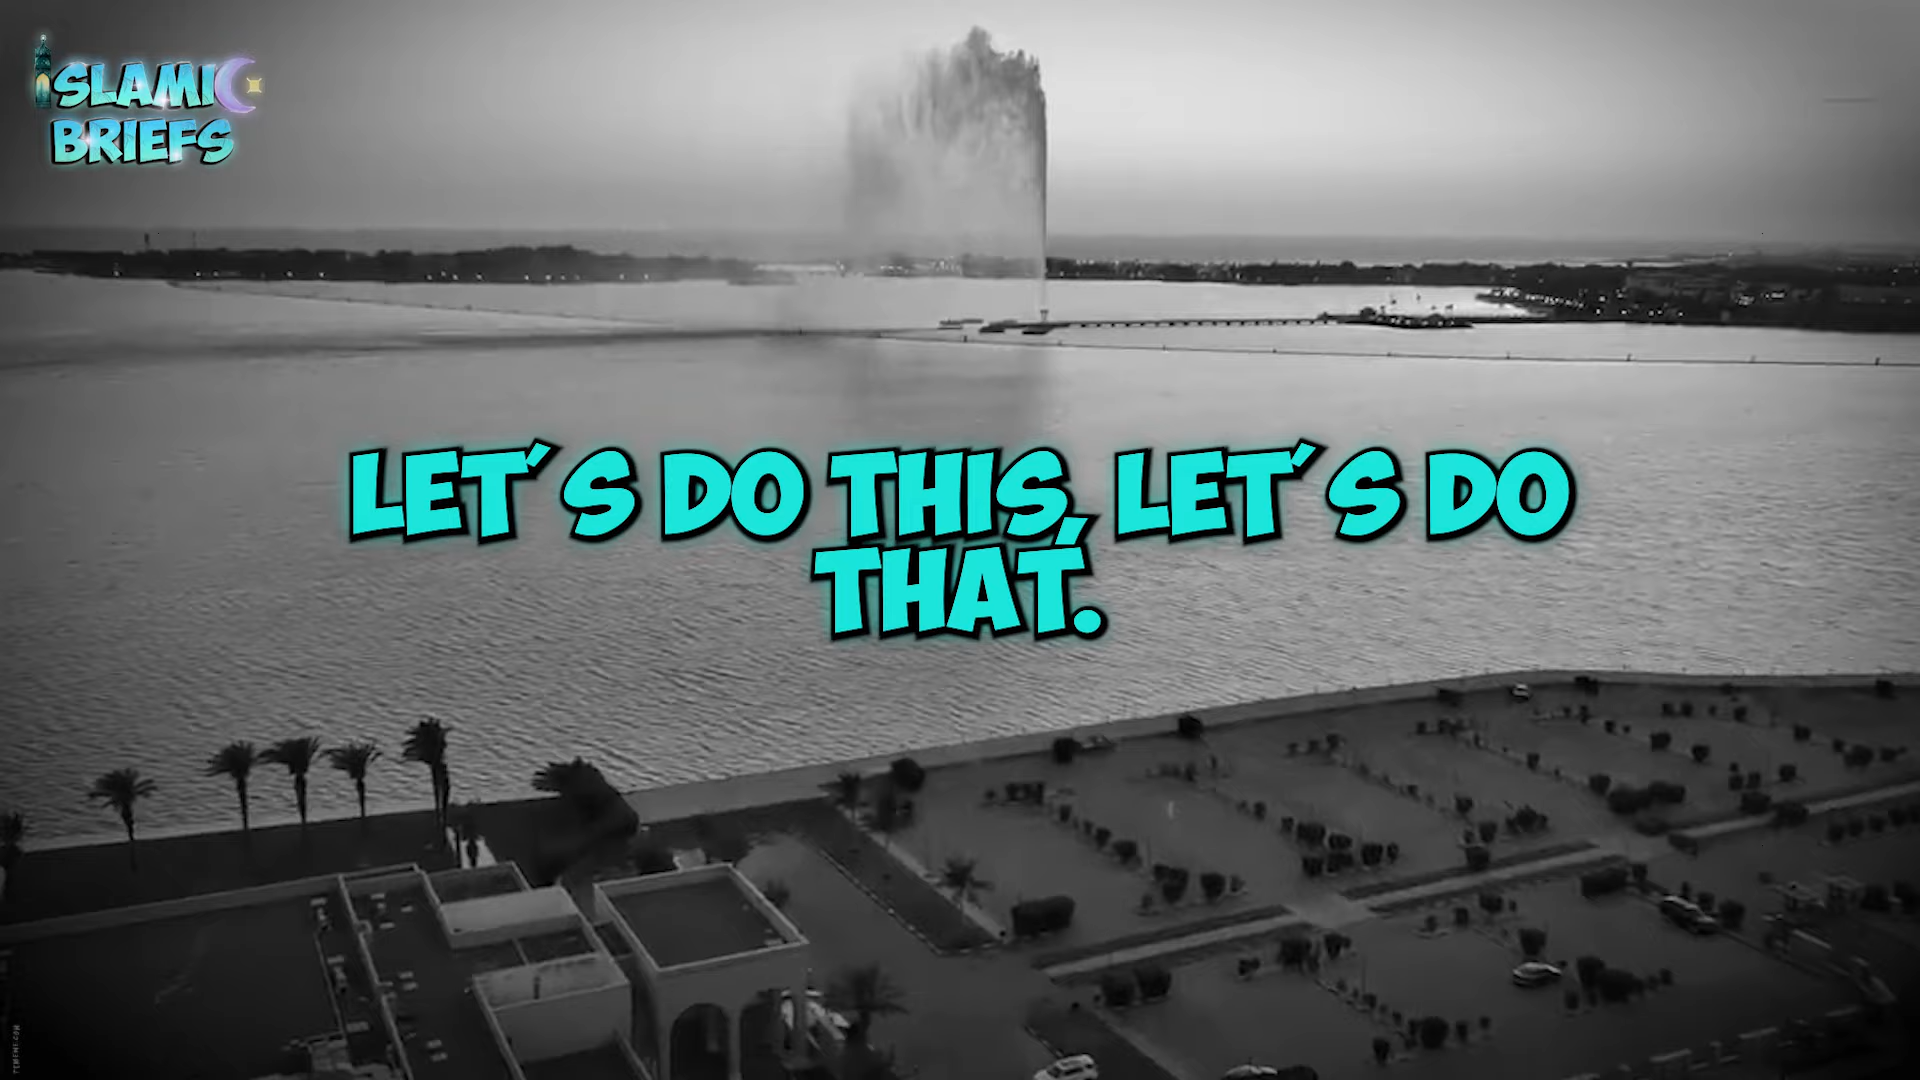 ISLAMIC
BRIEFS
LET'S DO THIS, LET'S DO
THAT.